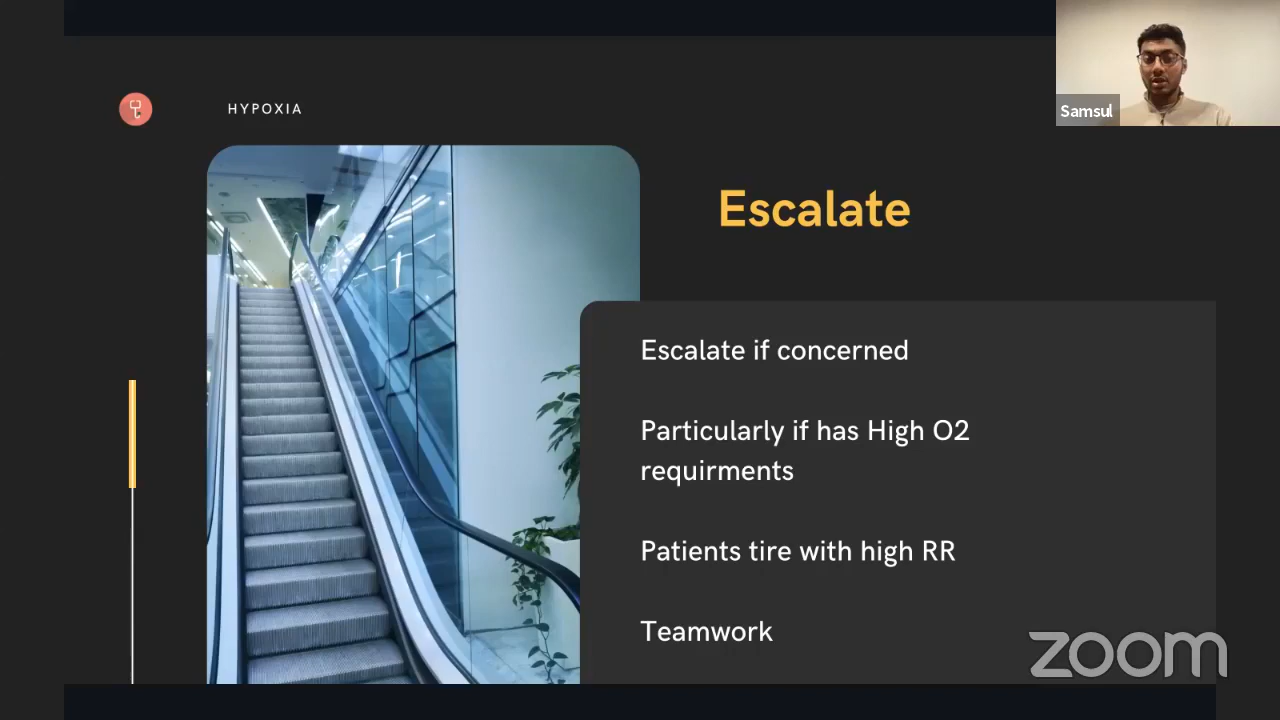 HYPOXIA
Samsul
Escalate
Escalate if concerned
Particularly if has High O2
requirments
Patients tire with high RR
Teamwork
zoom